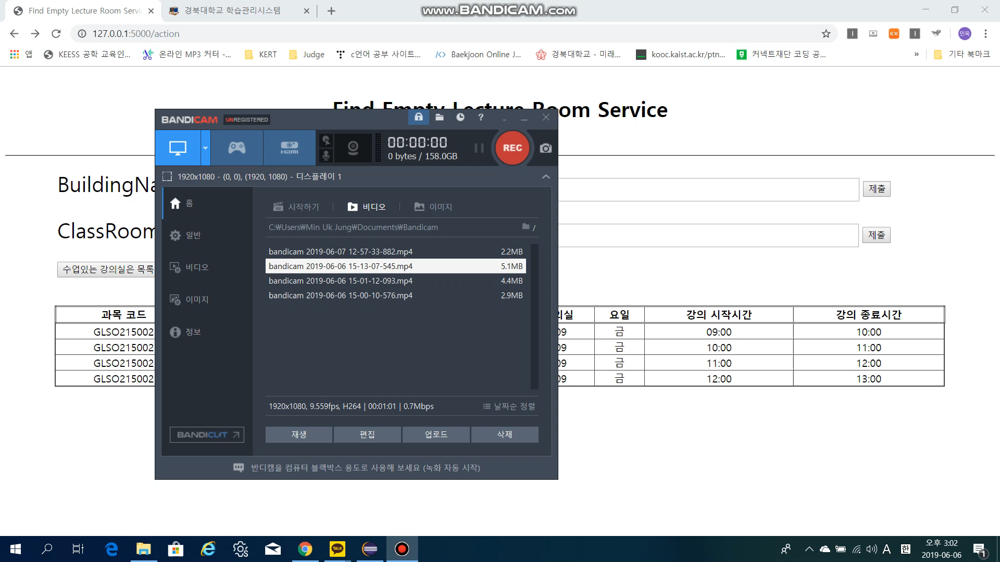 Find Empty Lecture Room Servi
경북대학교 학습관리시스템
www.BANDICAM.com
127.0.0.1:5000/action
EX
민욱
앱
KEESS 공학 교육인...
온라인 MP3 커터 -...
KERT
Judge
c언어 공부 사이트...
</> Baekjoon Online J...
경북대학교 - 미래...
kooc.kaist.ac.kr/ptn...
커넥트재단 코딩 공...
»
기타 북마크
Find Empty Lecture Room Service
BANDICAM UNREGISTERED
?
HDMI
00:00:00
0 bytes / 158.0GB
REC
1920x1080 - (0, 0), (1920, 1080) - 디스플레이 1
BuildingNa
제출
ClassRoom
제출
수업있는 강의실은 목록
홈
일반
비디오
이미지
정보
BANDICUT
시작하기
비디오
이미지
C:₩Users₩Min Uk Jung₩Documents₩Bandicam
/
bandicam 2019-06-07 12-57-33-882.mp4 2.2MB
bandicam 2019-06-06 15-13-07-545.mp4 5.1MB
bandicam 2019-06-06 15-01-12-093.mp4 4.4MB
bandicam 2019-06-06 15-00-10-576.mp4 2.9MB
1920x1080, 9.559fps, H264 | 00:01:01 | 0.7Mbps
날짜순 정렬
재생
편집
업로드
삭제
반디캠을 컴퓨터 블랙박스 용도로 사용해 보세요 (녹화 자동 시작)
과목 코드 의실 요일 강의 시작시간 강의 종료시간
GLSO215002 09 금 09:00 10:00
GLSO215002 09 금 10:00 11:00
GLSO215002 09 금 11:00 12:00
GLSO215002 09 금 12:00 13:00
TALK
A
한
오후 3:02
2019-06-06
1